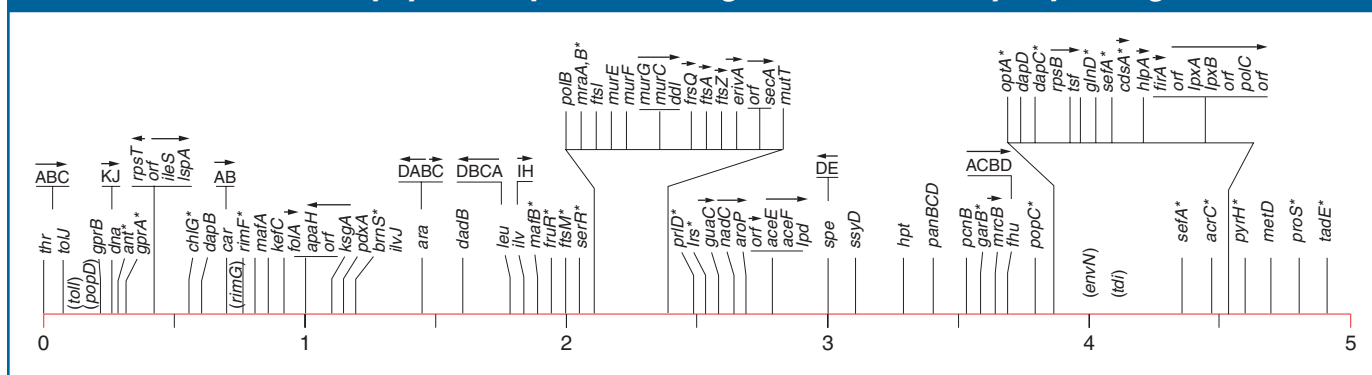 polB mraA,B* ftsI murE murF murG murC ddl frsQ ftsA ftsZ erivA orf secA mutT
optA* dapD dapC* rpsB tsf glnD* sefA* cdsA* hlpA firA orf lpxA lpxB orf polC orf
rpsT orf ileS lspA
ABC KJ AB DABC DBCA IH DE ACBD
thr tolJ gprB dna ant* gprA* chlG* dapB car rimF* mafA kefC folA apaH orf ksgA pdxA brnS* ilvJ ara dadB leu ilv mafB* fruR* ftsM* serR* prlD* lrs* guaC nadC aroP orf aceE aceF lpd spe ssyD hpt panBCD pcnB garB* mrcB fhu popC* sefA* acrC* pyrH* metD proS* tadE*
(tolI) (popD) (rimG) (envN) (tdi)
0 1 2 3 4 5